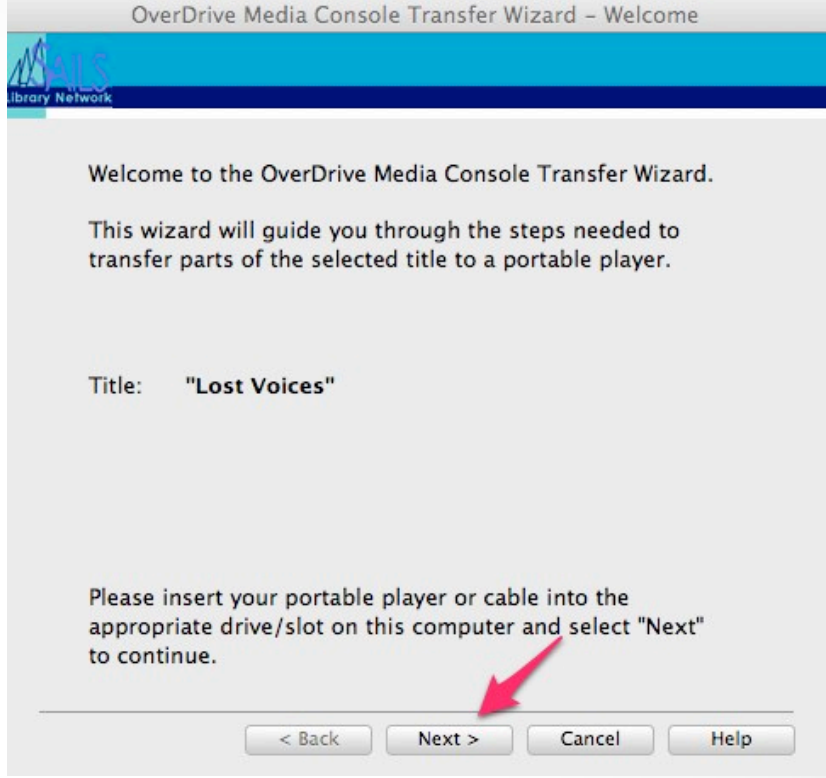 OverDrive Media Console Transfer Wizard – Welcome
SAILS
Library Network
Welcome to the OverDrive Media Console Transfer Wizard.
This wizard will guide you through the steps needed to
transfer parts of the selected title to a portable player.
Title: "Lost Voices"
Please insert your portable player or cable into the
appropriate drive/slot on this computer and select "Next"
to continue.
< Back Next > Cancel Help